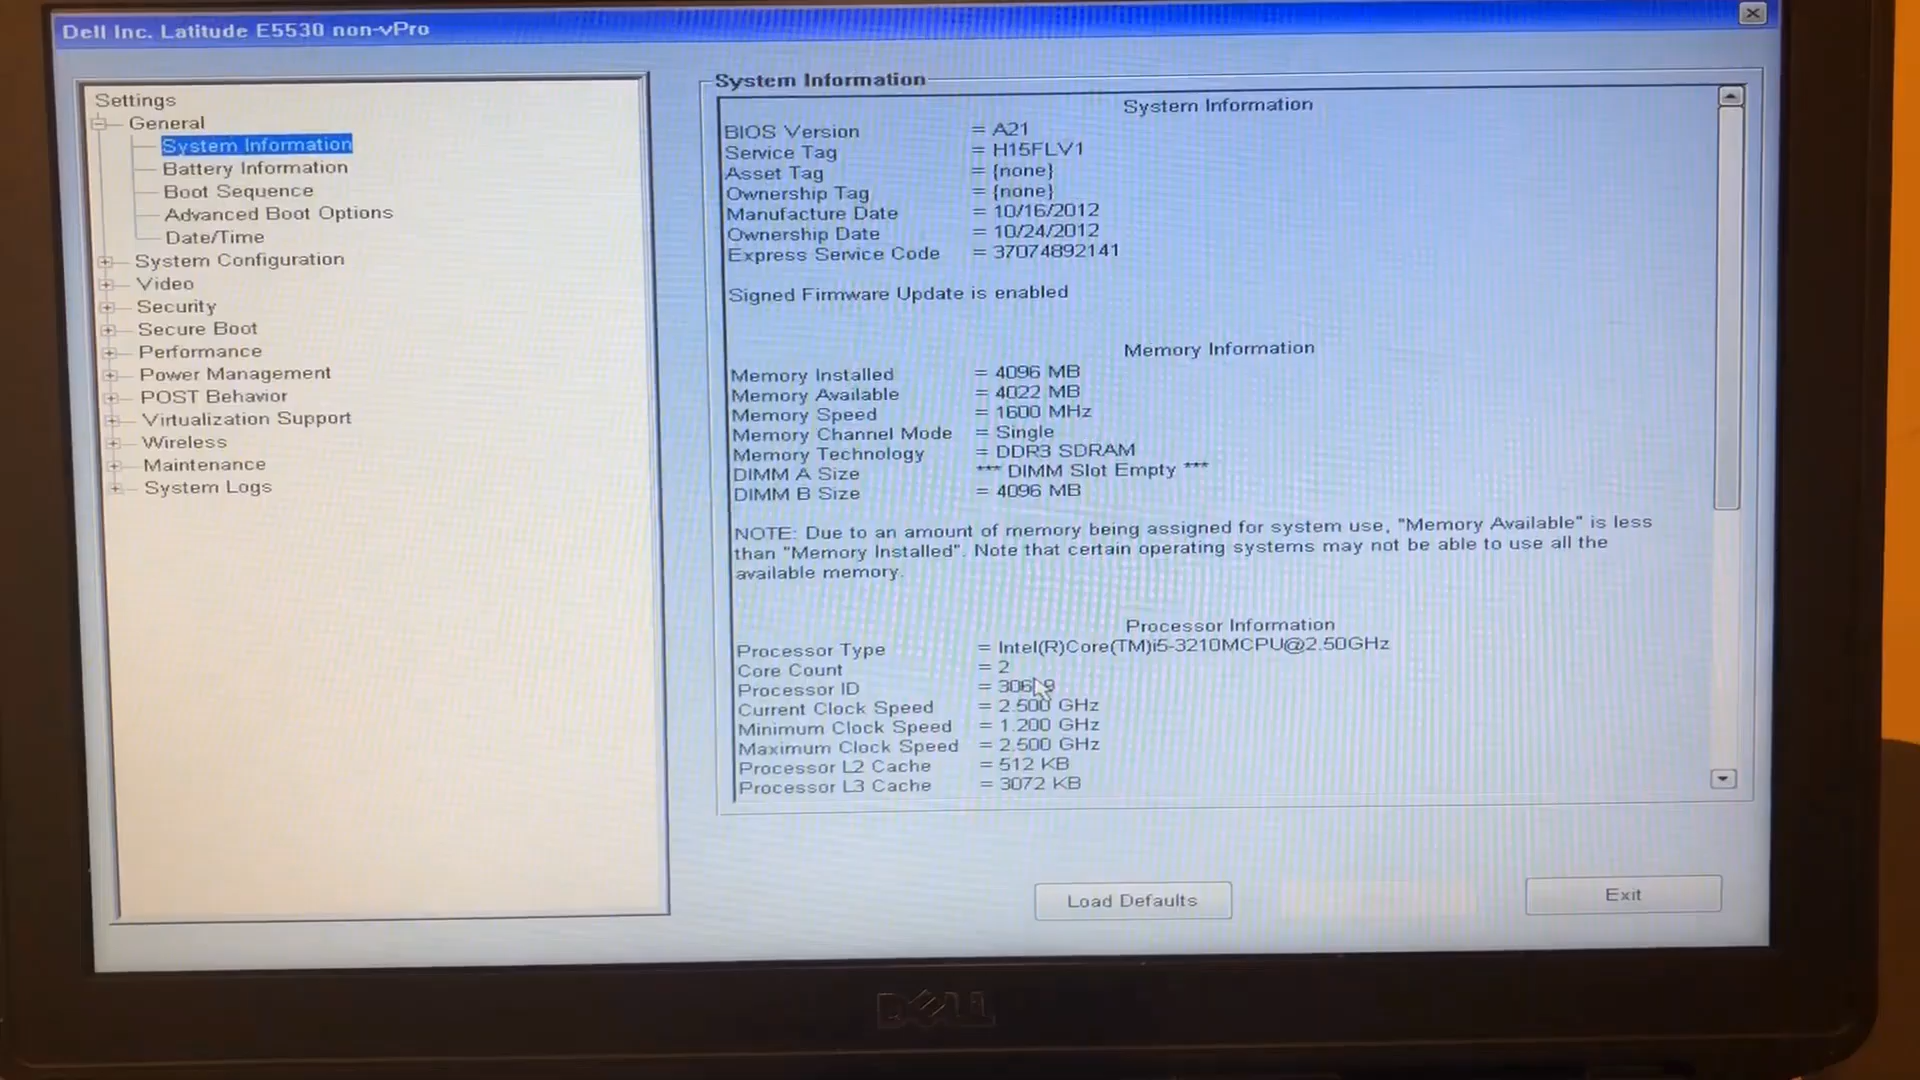 Dell Inc. Latitude E5530 non-vPro
Settings
General
System Information
Battery Information
Boot Sequence
Advanced Boot Options
Date/Time
System Configuration
Video
Security
Secure Boot
Performance
Power Management
POST Behavior
Virtualization Support
Wireless
Maintenance
System Logs
System Information
System Information
BIOS Version = A21
Service Tag = H15FLV1
Asset Tag = {none}
Ownership Tag = {none}
Manufacture Date = 10/16/2012
Ownership Date = 10/24/2012
Express Service Code = 37074892141
Signed Firmware Update is enabled
Memory Information
Memory Installed = 4096 MB
Memory Available = 4022 MB
Memory Speed = 1600 MHz
Memory Channel Mode = Single
Memory Technology = DDR3 SDRAM
DIMM A Size *** DIMM Slot Empty ***
DIMM B Size = 4096 MB
NOTE: Due to an amount of memory being assigned for system use, "Memory Available" is less
than "Memory Installed". Note that certain operating systems may not be able to use all the
available memory.
Processor Information
Processor Type = Intel(R)Core(TM)i5-3210MCPU@2.50GHz
Core Count = 2
Processor ID =
Current Clock Speed = 2.500 GHz
Minimum Clock Speed = 1.200 GHz
Maximum Clock Speed = 2.500 GHz
Processor L2 Cache = 512 KB
Processor L3 Cache = 3072 KB
Load Defaults
Exit
DELL